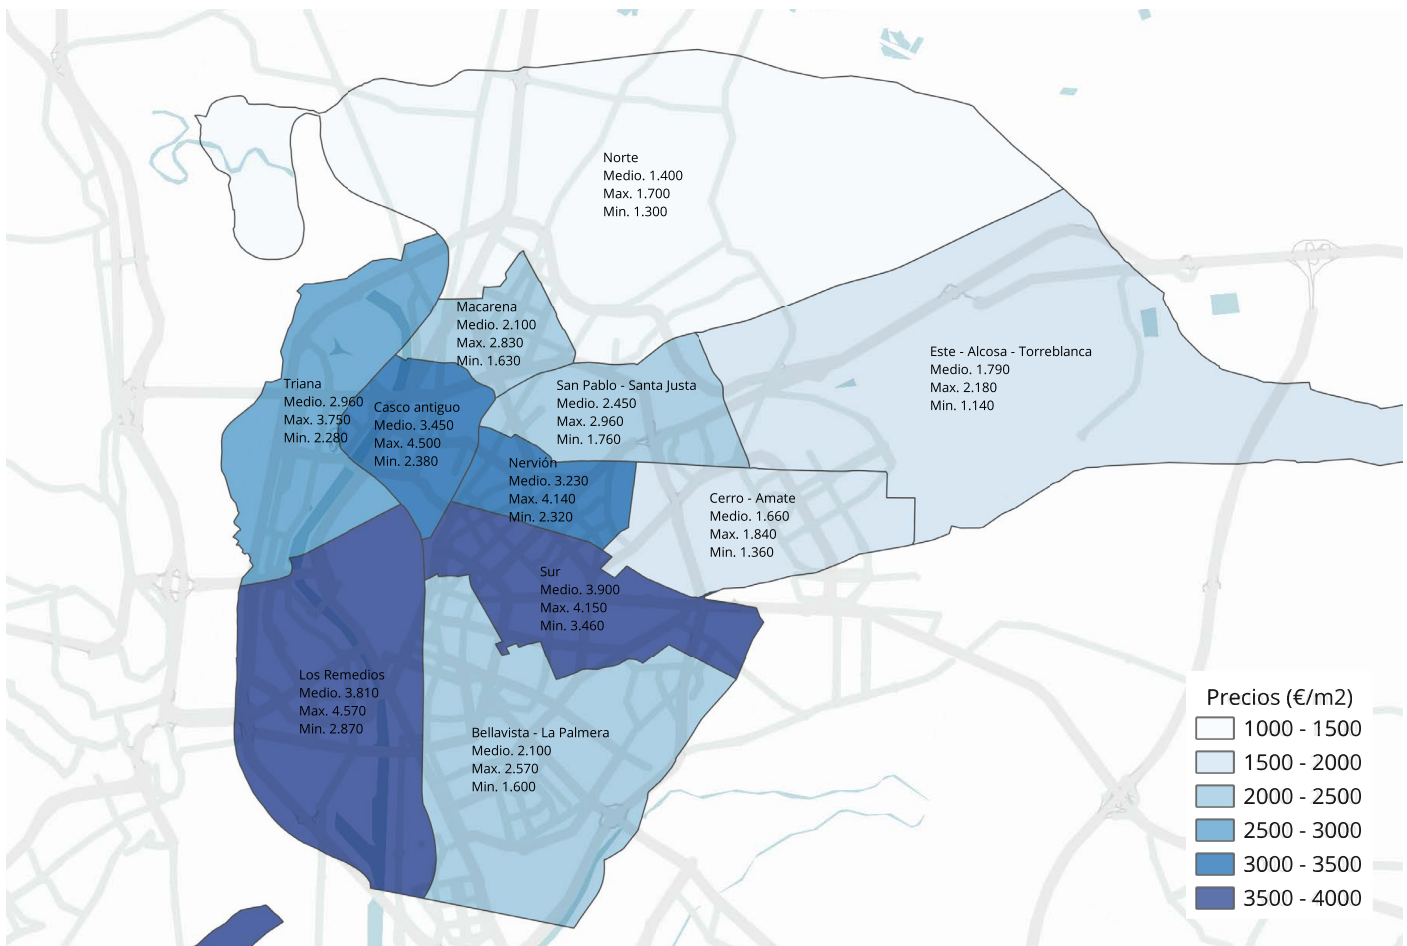 Norte
Medio. 1.400
Max. 1.700
Min. 1.300
Macarena
Medio. 2.100
Max. 2.830
Min. 1.630
Este - Alcosa - Torreblanca
Medio. 1.790
Max. 2.180
Min. 1.140
Triana
Medio. 2.960
Max. 3.750
Min. 2.280
Casco antiguo
Medio. 3.450
Max. 4.500
Min. 2.380
San Pablo - Santa Justa
Medio. 2.450
Max. 2.960
Min. 1.760
Nervión
Medio. 3.230
Max. 4.140
Min. 2.320
Cerro - Amate
Medio. 1.660
Max. 1.840
Min. 1.360
Sur
Medio. 3.900
Max. 4.150
Min. 3.460
Los Remedios
Medio. 3.810
Max. 4.570
Min. 2.870
Bellavista - La Palmera
Medio. 2.100
Max. 2.570
Min. 1.600
Precios (€/m2)
1000 - 1500
1500 - 2000
2000 - 2500
2500 - 3000
3000 - 3500
3500 - 4000